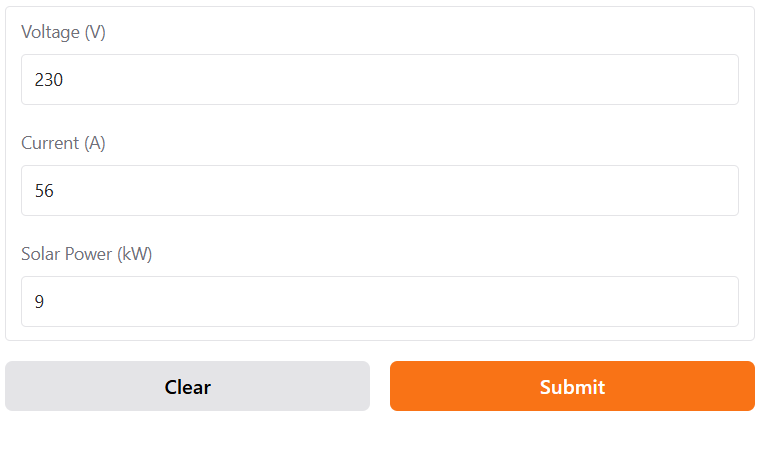 Voltage (V)
230
Current (A)
56
Solar Power (kW)
9
Clear
Submit